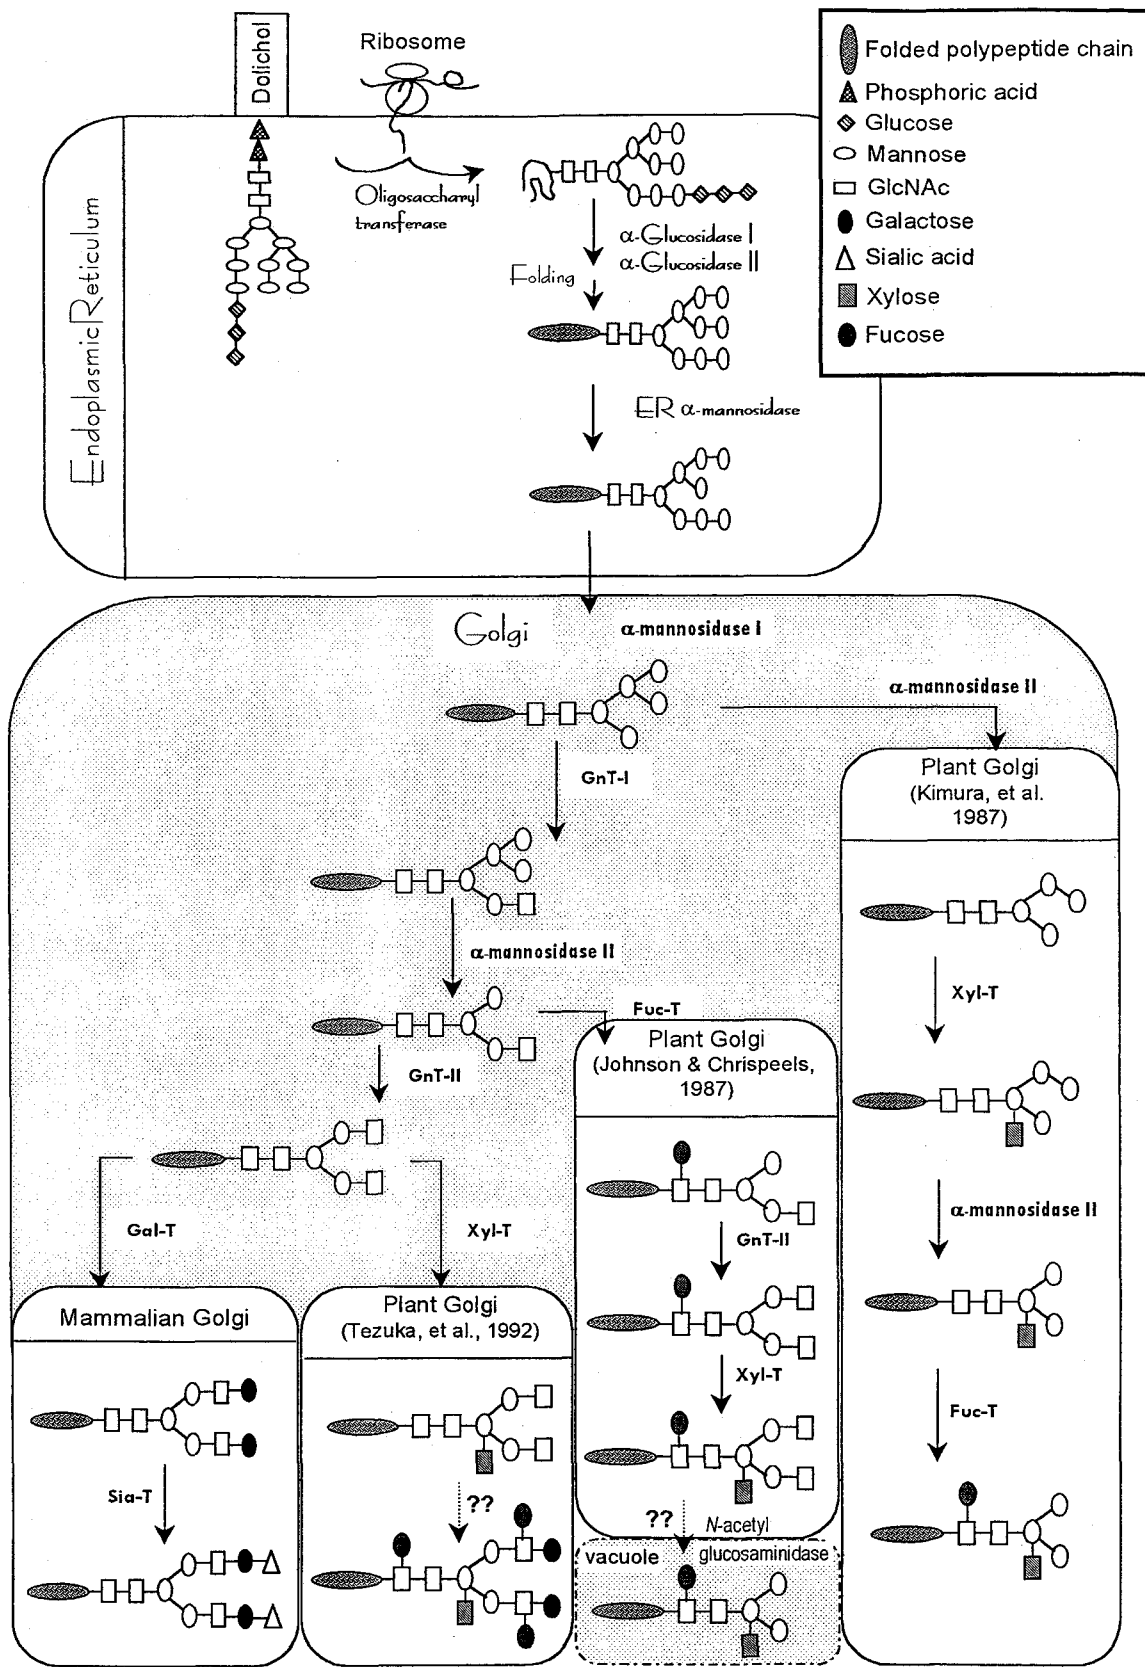 Dolichol
Ribosome
Folded polypeptide chain
Phosphoric acid
Glucose
Mannose
GlcNAc
Galactose
Sialic acid
Xylose
Fucose
Endoplasmic Reticulum
Oligosaccharyl
transferase
α-Glucosidase I
α-Glucosidase II
Folding
ER α-mannosidase
Golgi
α-mannosidase I
α-mannosidase II
GnT-I
Plant Golgi
(Kimura, et al.
1987)
α-mannosidase II
Xyl-T
Fuc-T
Plant Golgi
(Johnson & Chrispeels,
1987)
GnT-II
α-mannosidase II
Gal-T
Xyl-T
GnT-II
Mammalian Golgi
Plant Golgi
(Tezuka, et al., 1992)
Xyl-T
Fuc-T
Sia-T
??
??
N-acetyl
vacuole
glucosaminidase